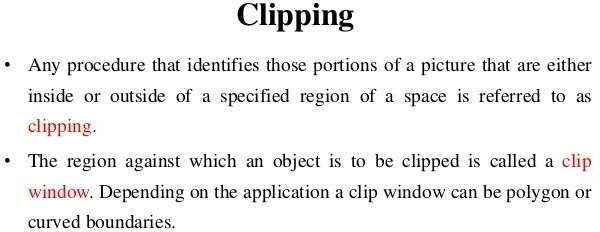 Clipping
• Any procedure that identifies those portions of a picture that are either
inside or outside of a specified region of a space is referred to as
clipping.
• The region against which an object is to be clipped is called a clip
window. Depending on the application a clip window can be polygon or
curved boundaries.